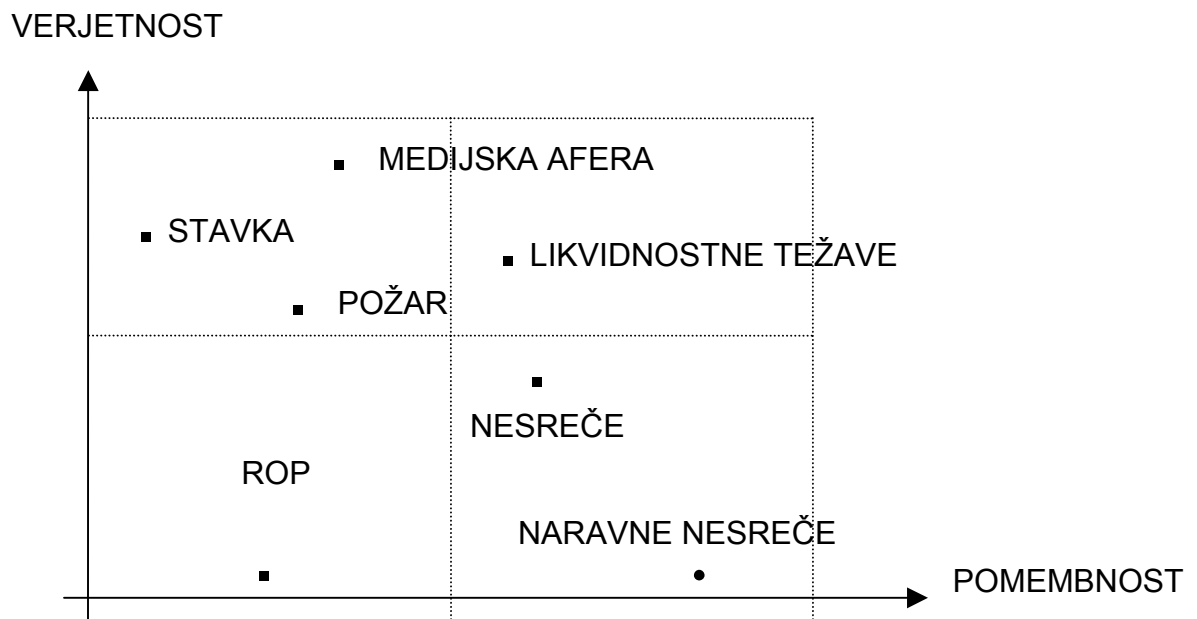 VERJETNOST
MEDIJSKA AFERA
STAVKA
LIKVIDNOSTNE TEŽAVE
POŽAR
NESREČE
ROP
NARAVNE NESREČE
POMEMBNOST